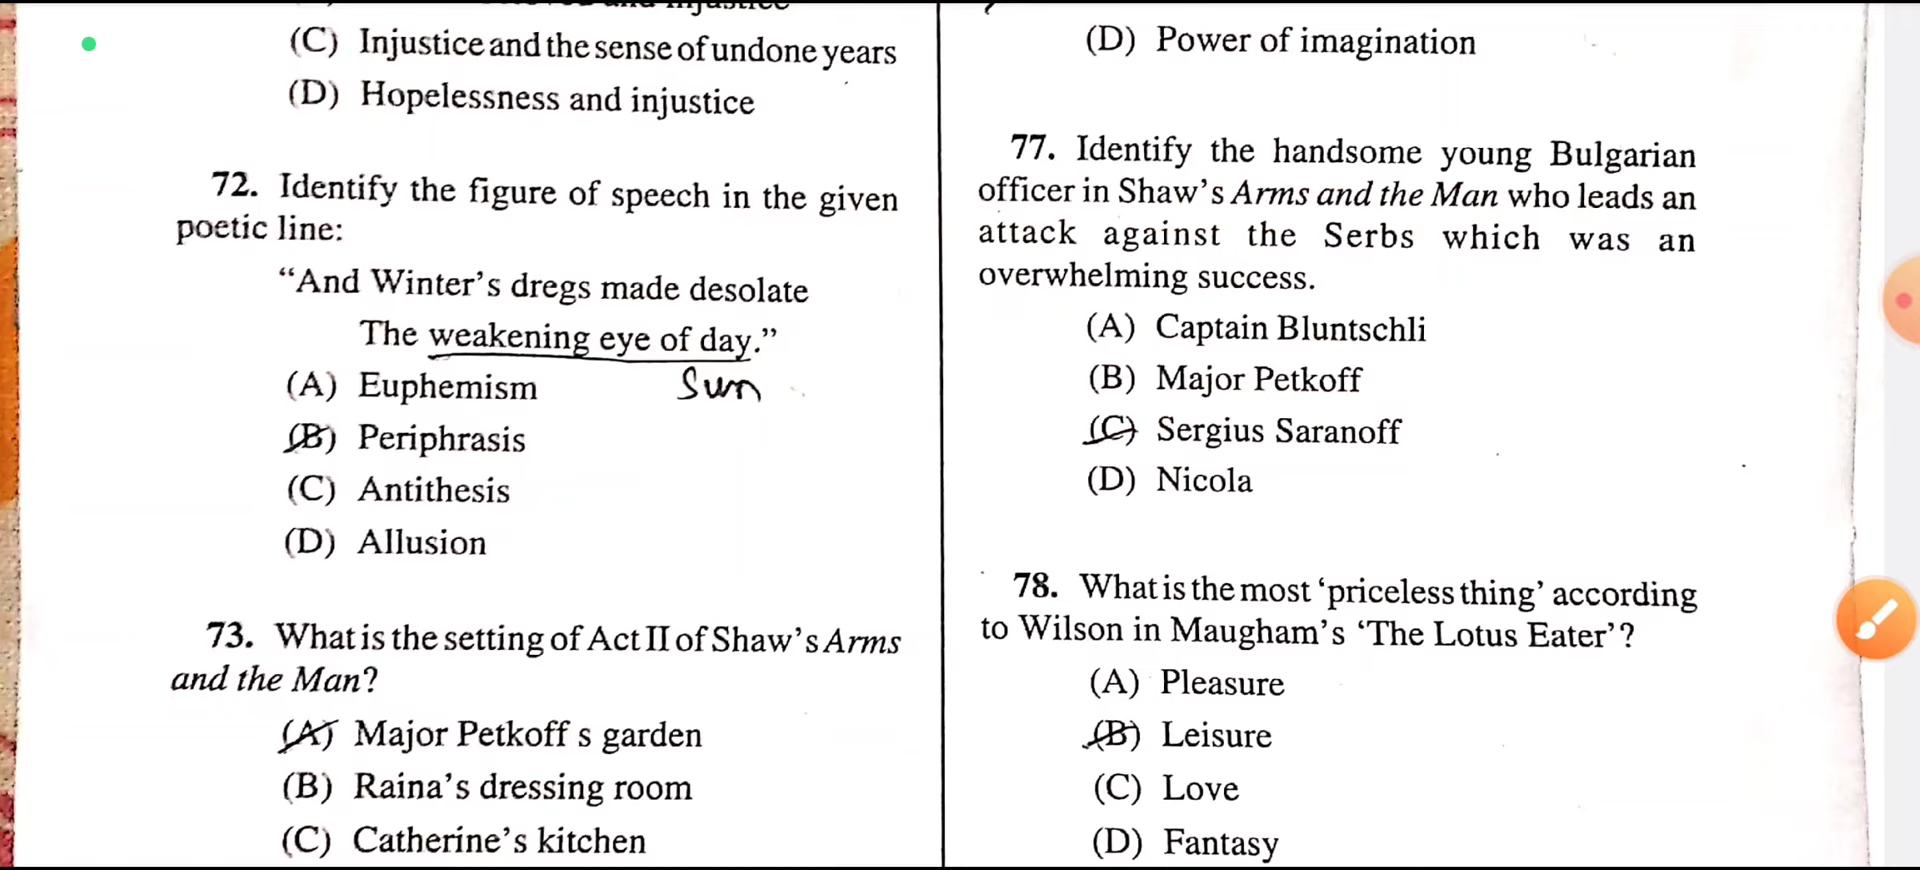 (C) Injustice and the sense of undone years
(D) Hopelessness and injustice
72. Identify the figure of speech in the given
poetic line:
“And Winter’s dregs made desolate
The weakening eye of day.”
(A) Euphemism
Sun
(B) Periphrasis
(C) Antithesis
(D) Allusion
73. What is the setting of Act II of Shaw’s Arms
and the Man?
(A) Major Petkoff s garden
(B) Raina’s dressing room
(C) Catherine’s kitchen
(D) Power of imagination
77. Identify the handsome young Bulgarian
officer in Shaw’s Arms and the Man who leads an
attack against the Serbs which was an
overwhelming success.
(A) Captain Bluntschli
(B) Major Petkoff
(C) Sergius Saranoff
(D) Nicola
78. What is the most ‘priceless thing’ according
to Wilson in Maugham’s ‘The Lotus Eater’?
(A) Pleasure
(B) Leisure
(C) Love
(D) Fantasy